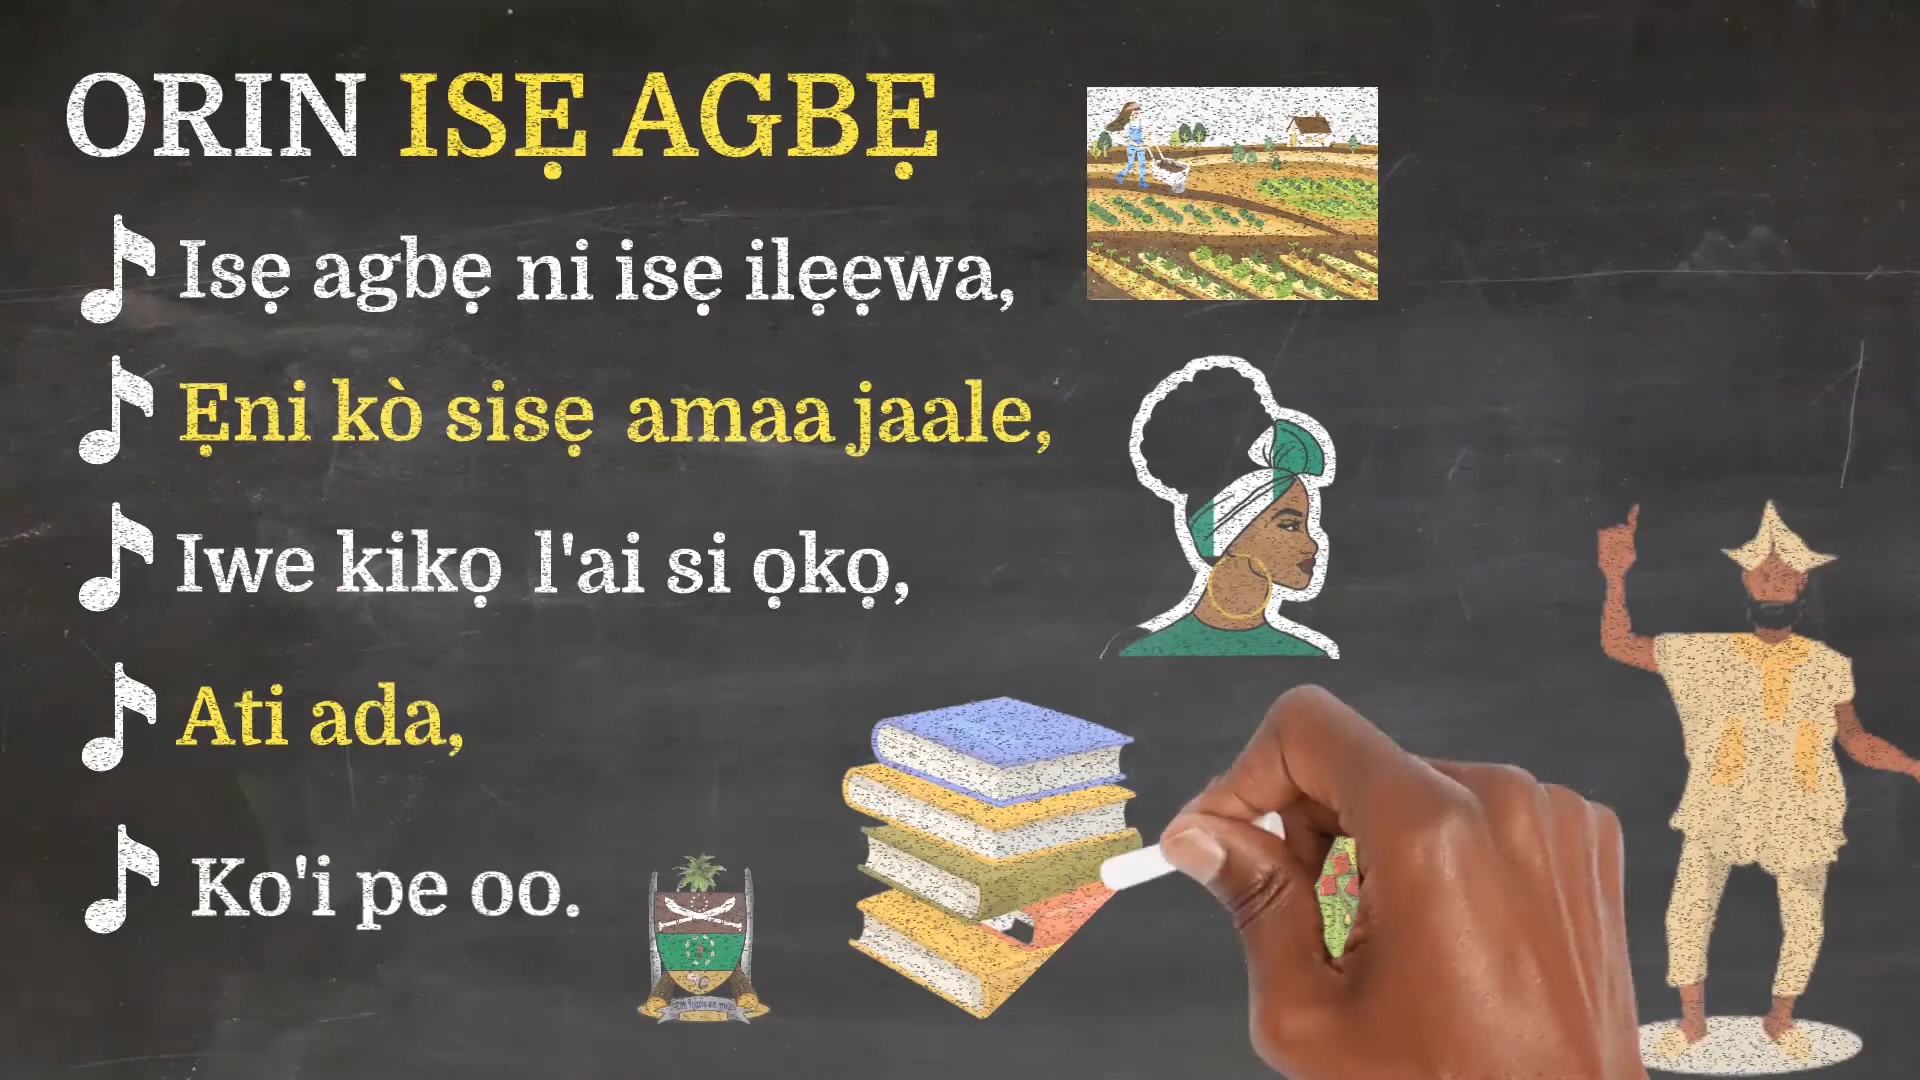 ORIN ISẸ AGBẸ
Isẹ agbẹ ni isẹ ilẹẹwa,
Ẹni kò sisẹ amaa jaale,
Iwe kikọ l'ai si ọkọ,
Ati ada,
Ko'i pe oo.